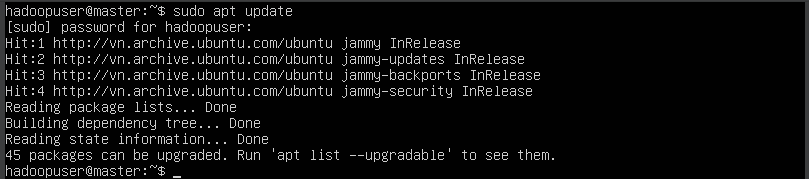 hadoopuser@master:~$ sudo apt update
[sudo] password for hadoopuser:
Hit:1 http://vn.archive.ubuntu.com/ubuntu jammy InRelease
Hit:2 http://vn.archive.ubuntu.com/ubuntu jammy-updates InRelease
Hit:3 http://vn.archive.ubuntu.com/ubuntu jammy-backports InRelease
Hit:4 http://vn.archive.ubuntu.com/ubuntu jammy-security InRelease
Reading package lists... Done
Building dependency tree... Done
Reading state information... Done
45 packages can be upgraded. Run 'apt list --upgradable' to see them.
hadoopuser@master:~$ _